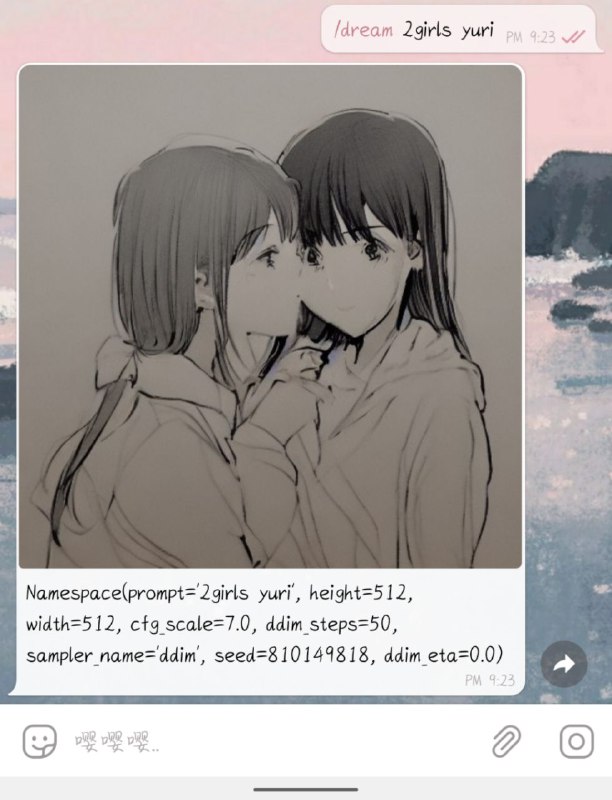 /dream 2girls yuri PM 9:23
Namespace(prompt='2girls yuri', height=512,
width=512, cfg_scale=7.0, ddim_steps=50,
sampler_name='ddim', seed=810149818, ddim_eta=0.0)
PM 9:23
嘤嘤嘤..